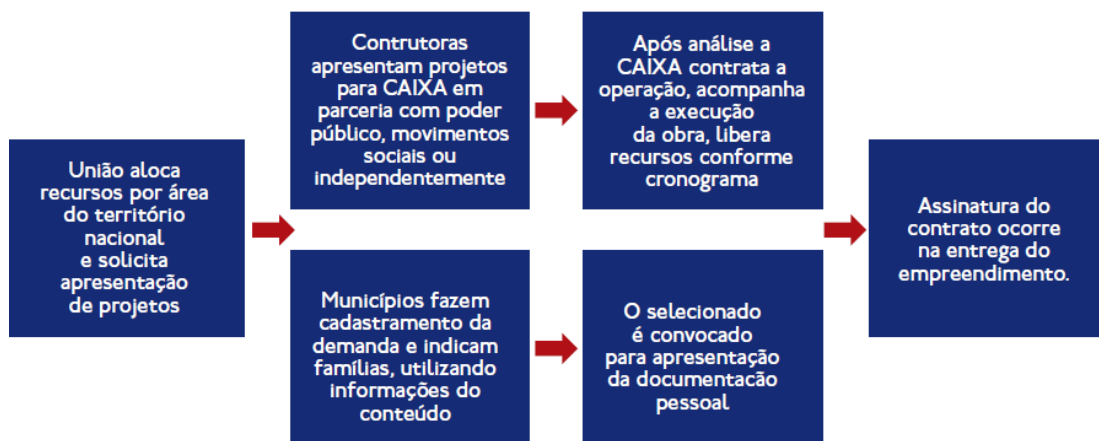 União aloca
recursos por área
do território
nacional
e solicita
apresentação
de projetos
Contrutoras
apresentam projetos
para CAIXA em
parceria com poder
público, movimentos
sociais ou
independentemente
Após análise a
CAIXA contrata a
operação, acompanha
a execução
da obra, libera
recursos conforme
cronograma
Municípios fazem
cadastramento da
demanda e indicam
famílias, utilizando
informações do
conteúdo
O selecionado
é convocado
para apresentação
da documentacão
pessoal
Assinatura do
contrato ocorre
na entrega do
empreendimento.